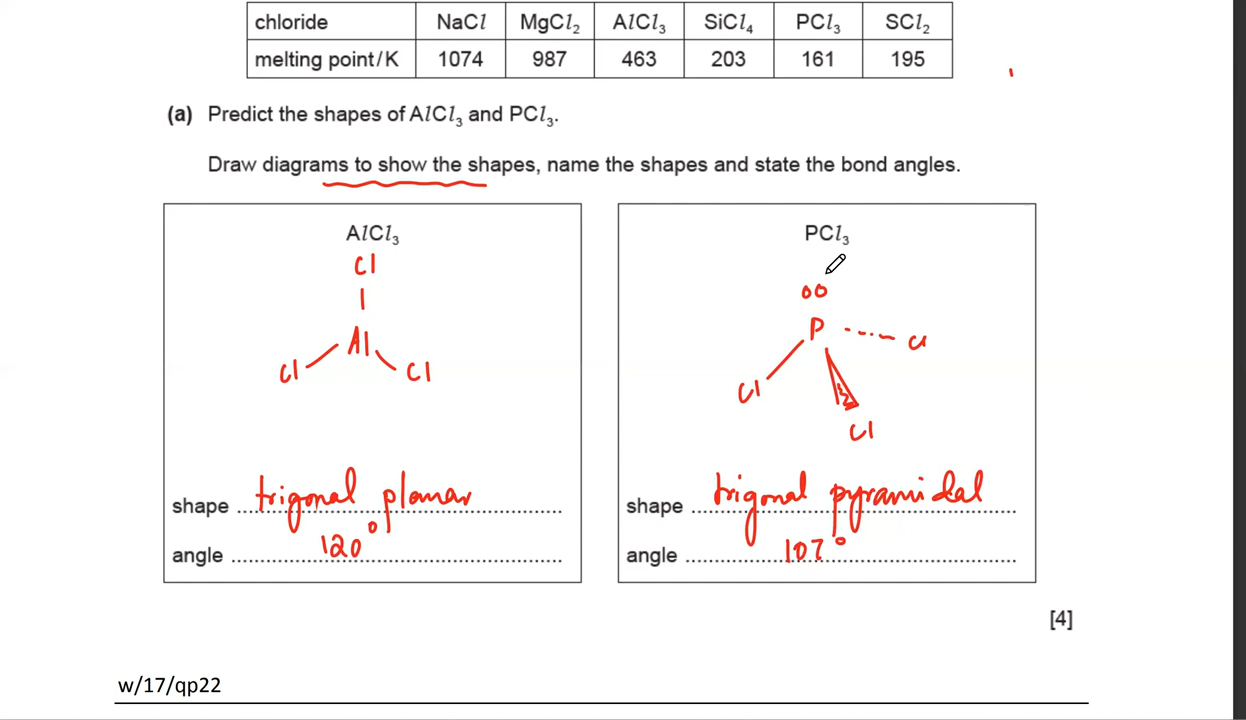 chloride NaCl MgCl₂ AlCl₃ SiCl₄ PCl₃ SCl₂
melting point/K 1074 987 463 203 161 195
(a) Predict the shapes of AlCl₃ and PCl₃.
Draw diagrams to show the shapes, name the shapes and state the bond angles.
AlCl₃
Cl
Al
Cl Cl
shape trigonal planar
angle 120°
PCl₃
P Cl
Cl
Cl
shape trigonal pyramidal
angle 107°
[4]
w/17/qp22